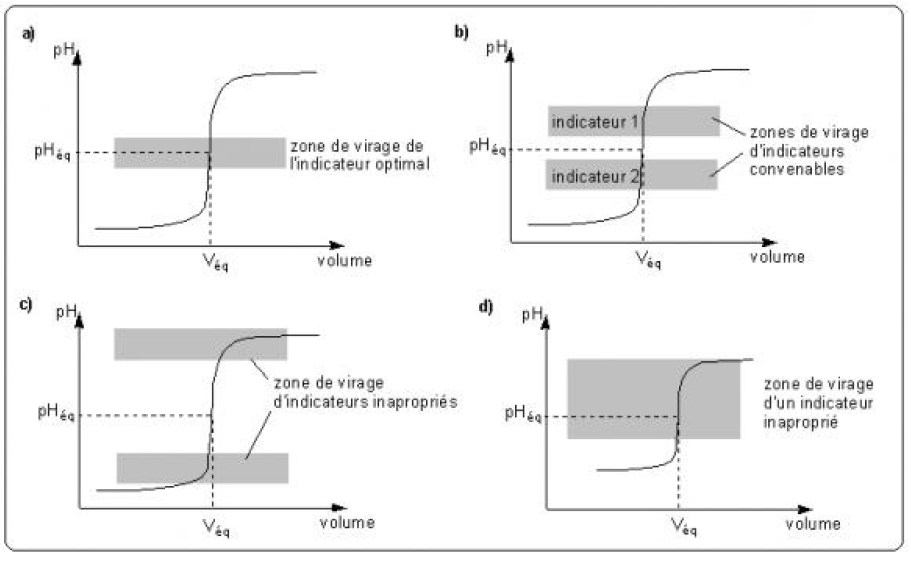 a)
pH
pHéq
zone de virage de
l'indicateur optimal
Véq
volume
b)
pH
indicateur 1
pHéq
indicateur 2
zones de virage
d'indicateurs
convenables
Véq
volume
c)
pH
pHéq
zone de virage
d'indicateurs inapropriés
Véq
volume
d)
pH
pHéq
zone de virage
d'un indicateur
inaproprié
Véq
volume